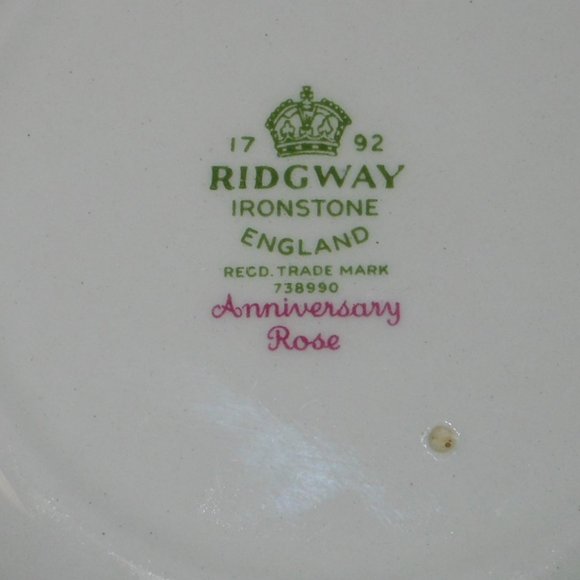 17 92
RIDGWAY
IRONSTONE
ENGLAND
REGD. TRADE MARK
738990
Anniversary
Rose